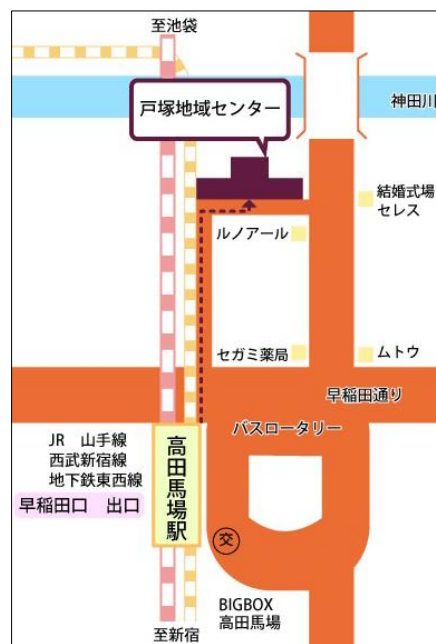 至池袋
神田川
戸塚地域センター
結婚式場
セレス
ルノアール
セガミ薬局
ムトウ
早稲田通り
バスロータリー
JR 山手線
西武新宿線
地下鉄東西線
早稲田口 出口
高田馬場駅
交
BIGBOX
高田馬場
至新宿